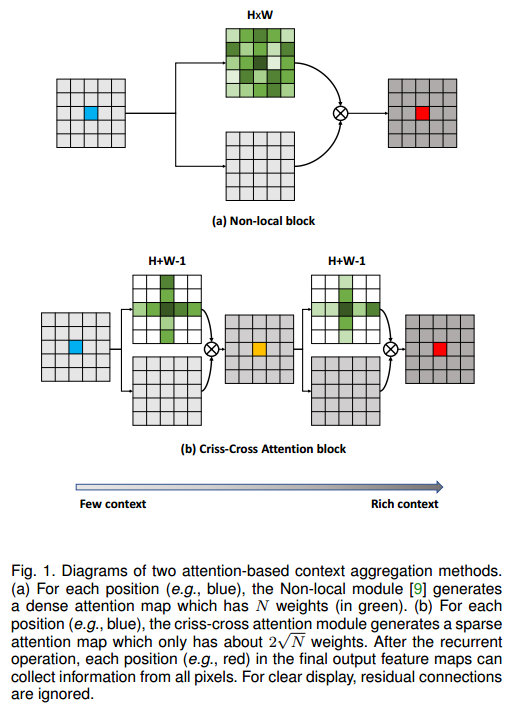 HxW
(a) Non-local block
H+W-1 H+W-1
(b) Criss-Cross Attention block
Few context Rich context
Fig. 1. Diagrams of two attention-based context aggregation methods.
(a) For each position (e.g., blue), the Non-local module [9] generates
a dense attention map which has N weights (in green). (b) For each
position (e.g., blue), the criss-cross attention module generates a sparse
attention map which only has about 2√N weights. After the recurrent
operation, each position (e.g., red) in the final output feature maps can
collect information from all pixels. For clear display, residual connections
are ignored.